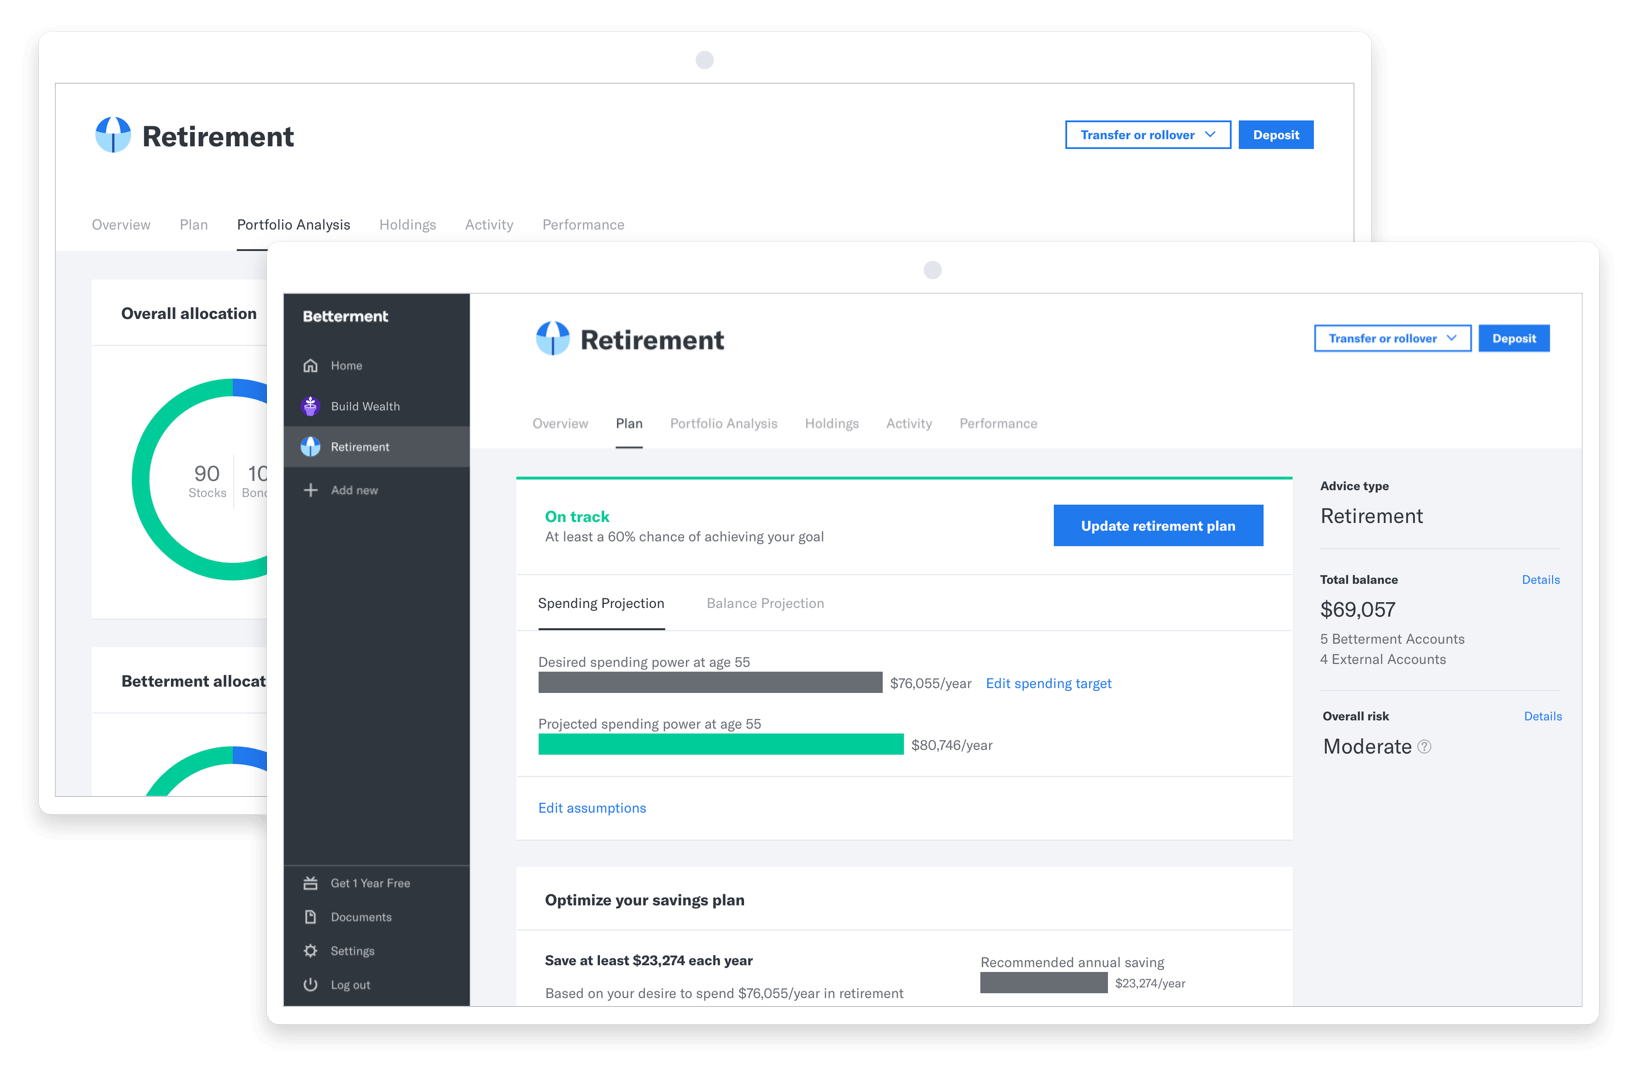 Retirement
Transfer or rollover
Deposit
Overview Plan Portfolio Analysis Holdings Activity Performance
Overall allocation
90
Stocks
10
Betterment
Home
Build Wealth
Retirement
Add new
Get 1 Year Free
Documents
Settings
Log out
Retirement
Transfer or rollover
Deposit
Overview Plan Portfolio Analysis Holdings Activity Performance
On track
At least a 60% chance of achieving your goal
Update retirement plan
Spending Projection Balance Projection
Desired spending power at age 55
$76,055/year Edit spending target
Projected spending power at age 55
$80,746/year
Edit assumptions
Optimize your savings plan
Save at least $23,274 each year
Based on your desire to spend $76,055/year in retirement
Recommended annual saving
$23,274/year
Advice type
Retirement
Total balance Details
$69,057
5 Betterment Accounts
4 External Accounts
Overall risk Details
Moderate ?
Betterment